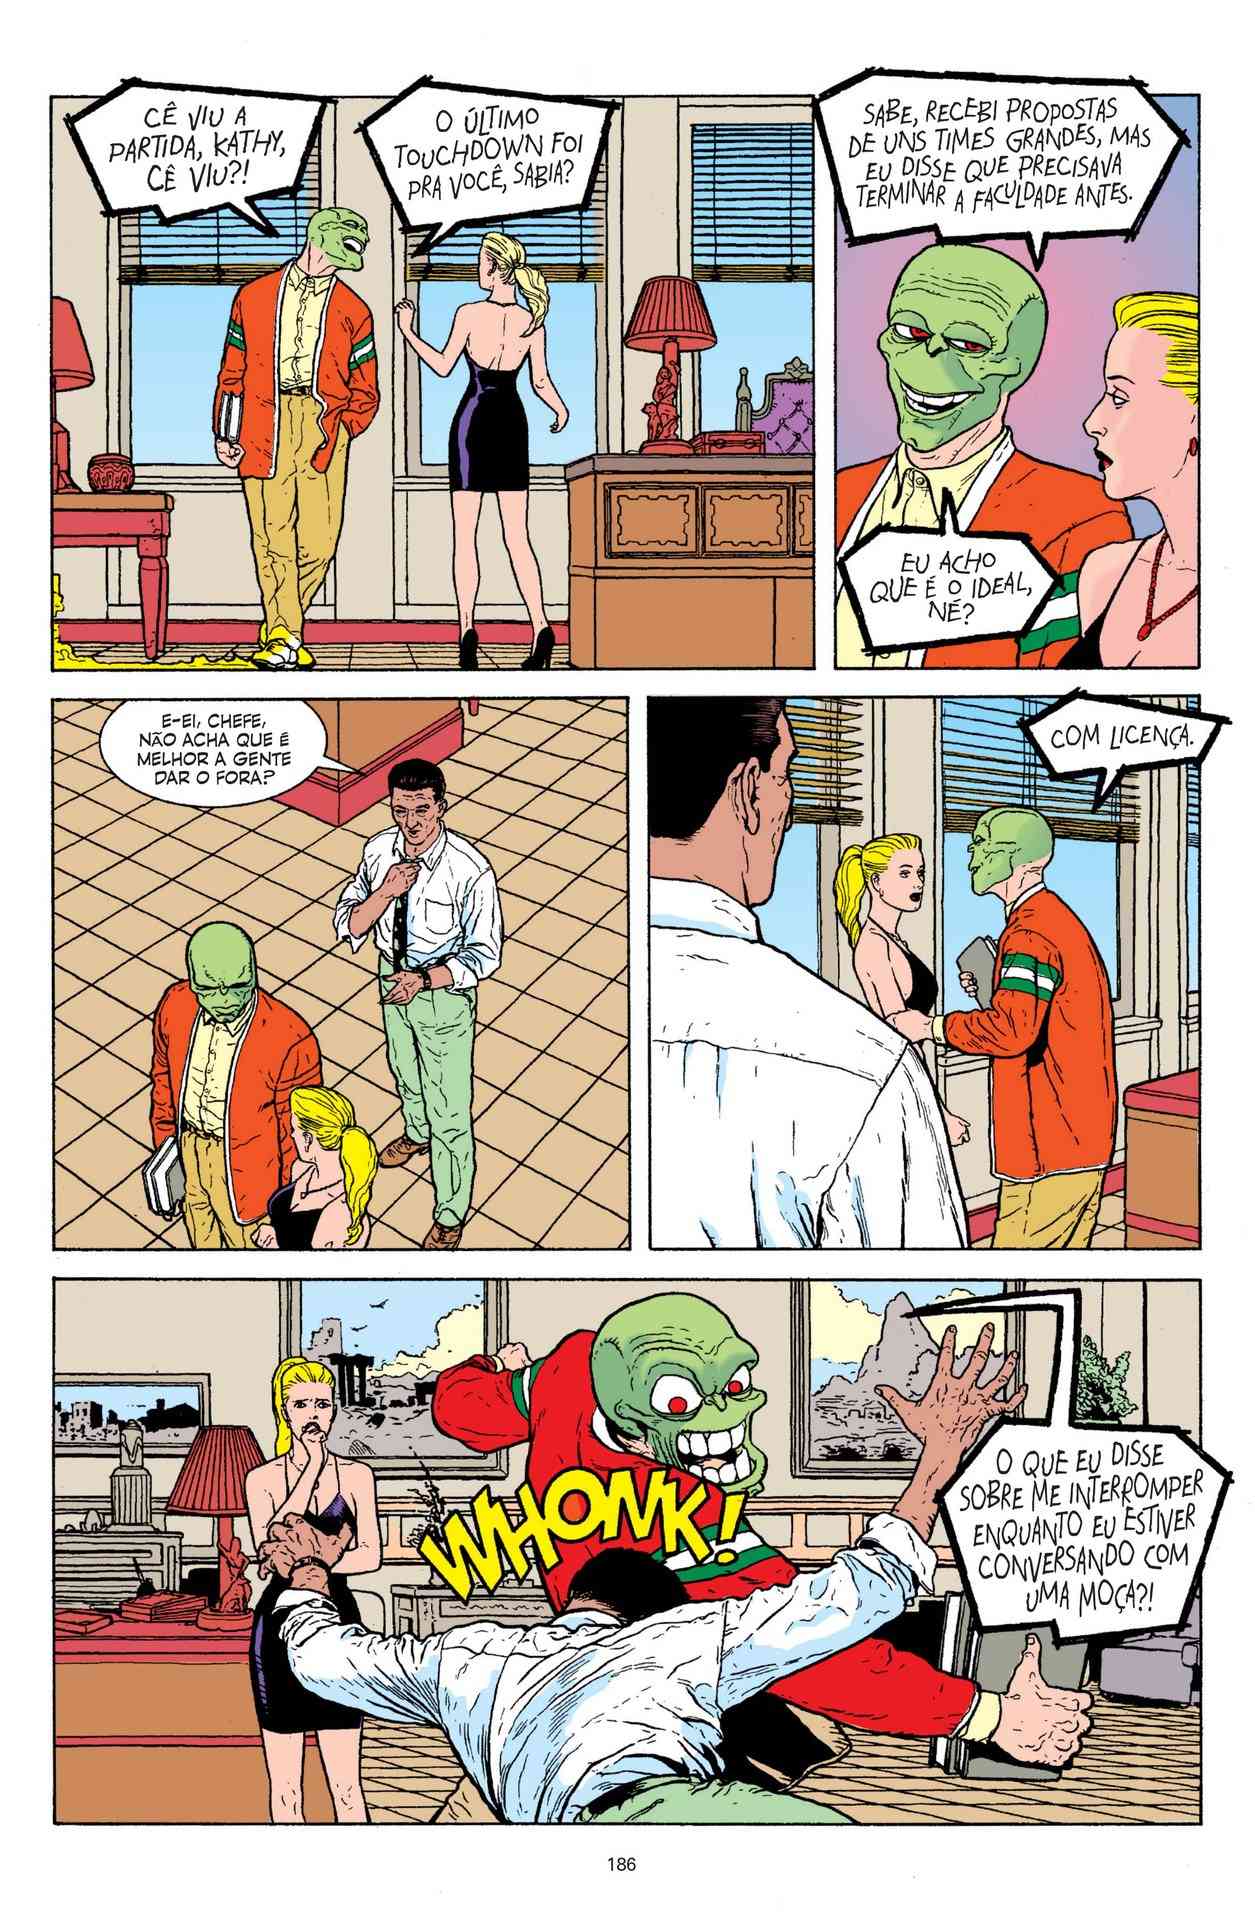 CÊ VIU A
PARTIDA, KATHY,
CÊ VIU?!
O ÚLTIMO
TOUCHDOWN FOI
PRA VOCÊ, SABIA?
SABE, RECEBI PROPOSTAS
DE UNS TIMES GRANDES, MAS
EU DISSE QUE PRECISAVA
TERMINAR A FACULDADE ANTES.
EU ACHO
QUE É O IDEAL,
NÉ?
E-EI, CHEFE,
NÃO ACHA QUE É
MELHOR A GENTE
DAR O FORA?
COM LICENÇA.
WHONK!
O QUE EU DISSE
SOBRE ME INTERROMPER
ENQUANTO EU ESTIVER
CONVERSANDO COM
UMA MOÇA?!
186